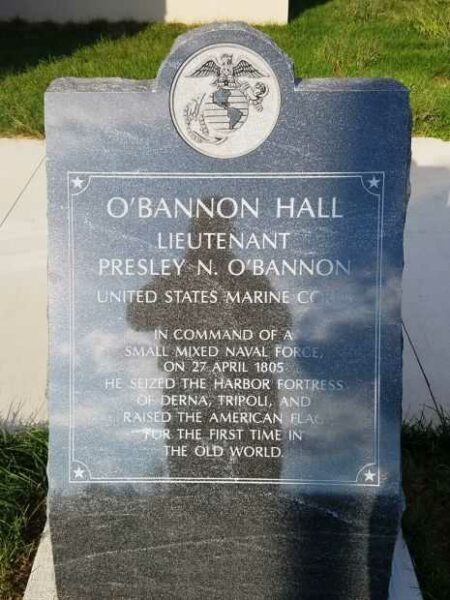 O'BANNON HALL
LIEUTENANT
PRESLEY N. O'BANNON
UNITED STATES MARINE CORPS
IN COMMAND OF A
SMALL MIXED NAVAL FORCE,
ON 27 APRIL 1805
HE SEIZED THE HARBOR FORTRESS
OF DERNA, TRIPOLI, AND
RAISED THE AMERICAN FLAG
FOR THE FIRST TIME IN
THE OLD WORLD.